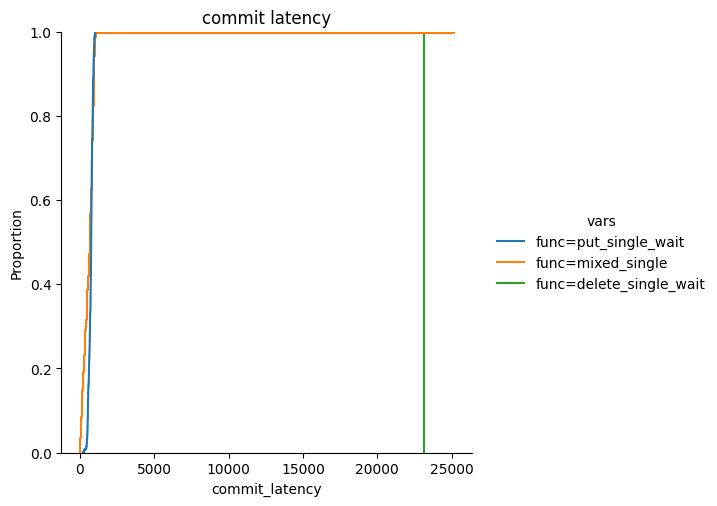 commit latency
1.0
0.8
0.6
0.4
0.2
0.0
Proportion
0 5000 10000 15000 20000 25000
commit_latency
vars
func=put_single_wait
func=mixed_single
func=delete_single_wait